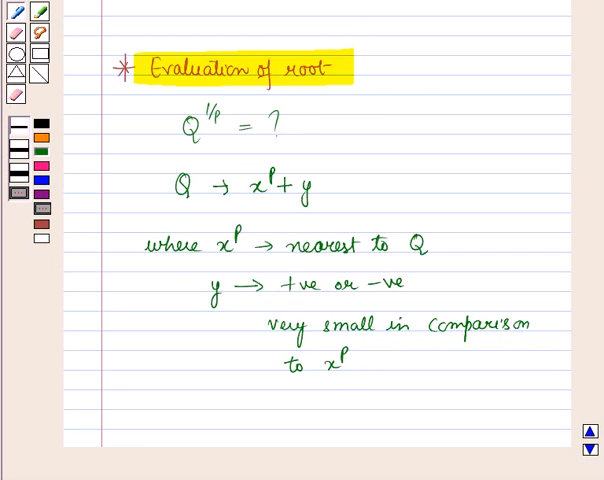 * Evaluation of root
Q^1/p = ?
Q → x^p + y
where x^p → nearest to Q
y → +ve or -ve
very small in comparison
to x^p